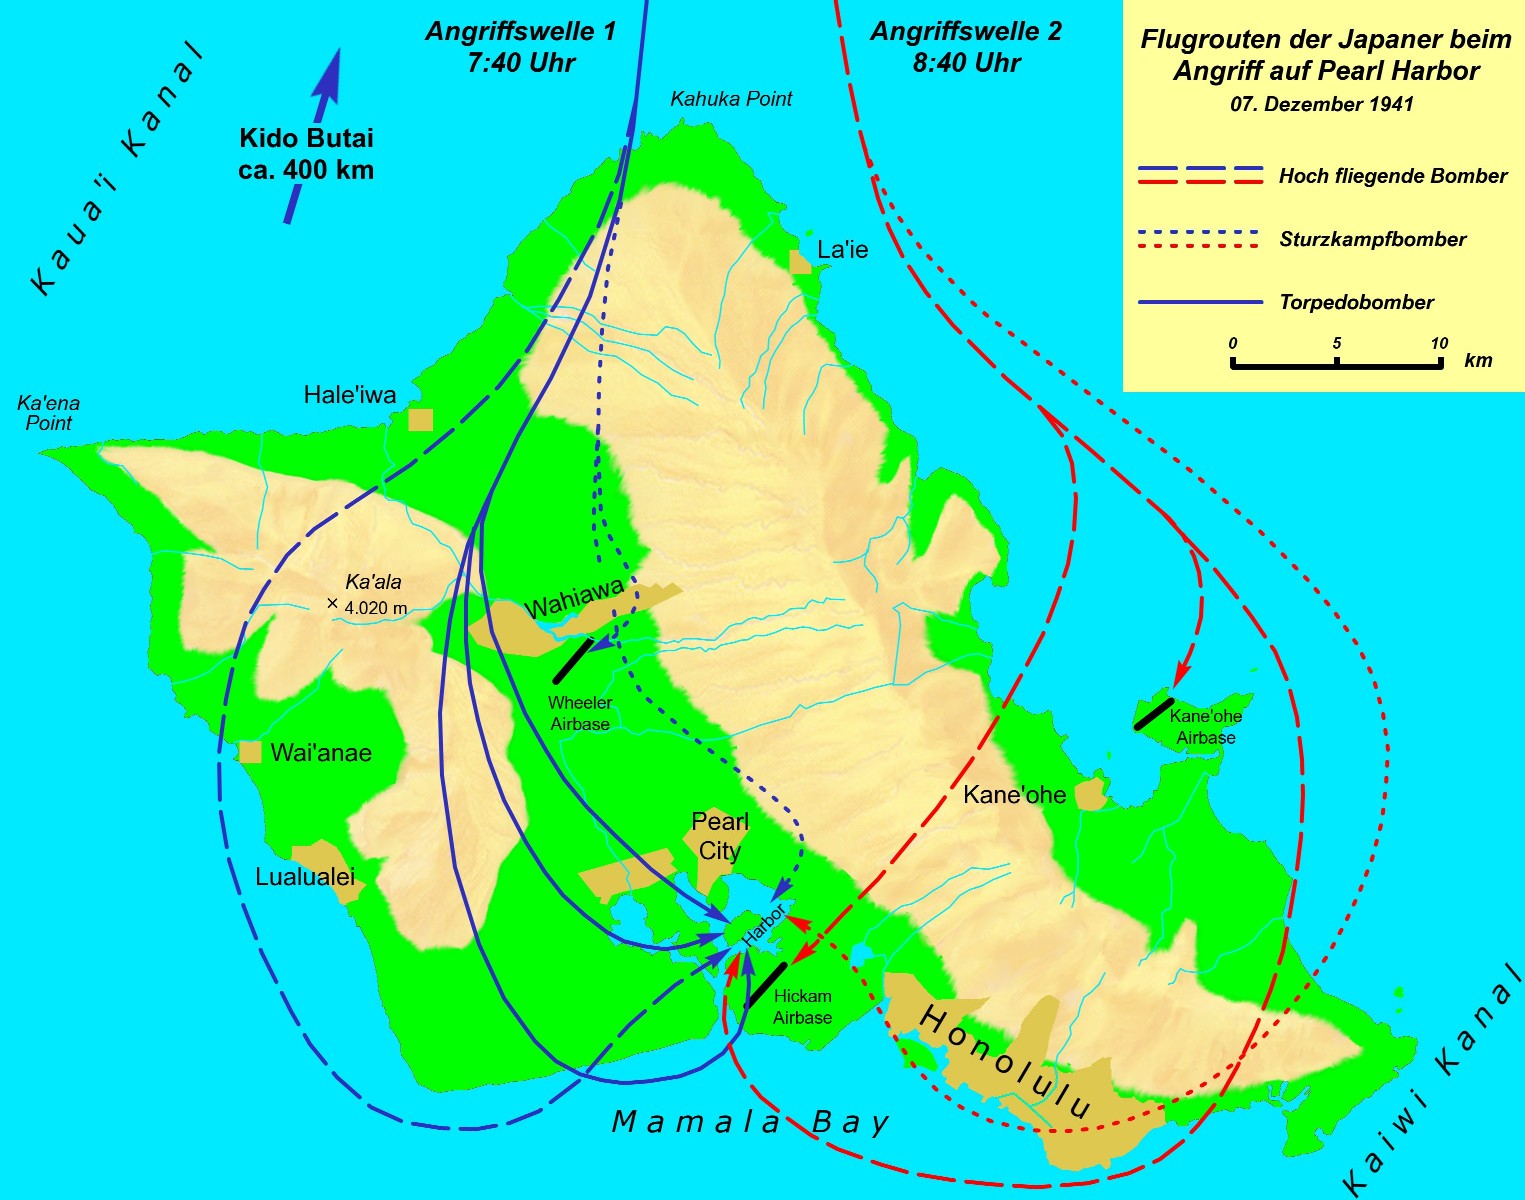 Angriffswelle 1
7:40 Uhr
Angriffswelle 2
8:40 Uhr
Flugrouten der Japaner beim
Angriff auf Pearl Harbor
07. Dezember 1941
Hoch fliegende Bomber
Sturzkampfbomber
Torpedobomber
0 5 10 km
Kaua'i Kanal
Kido Butai
ca. 400 km
Kahuka Point
La'ie
Hale'iwa
Ka'ena
Point
Ka'ala
× 4.020 m
Wahiawa
Wheeler
Airbase
Kane'ohe
Airbase
Wai'anae
Kane'ohe
Pearl
City
Lualualei
Harbor
Hickam
Airbase
Honolulu
Mamala Bay
Kaiwi Kanal